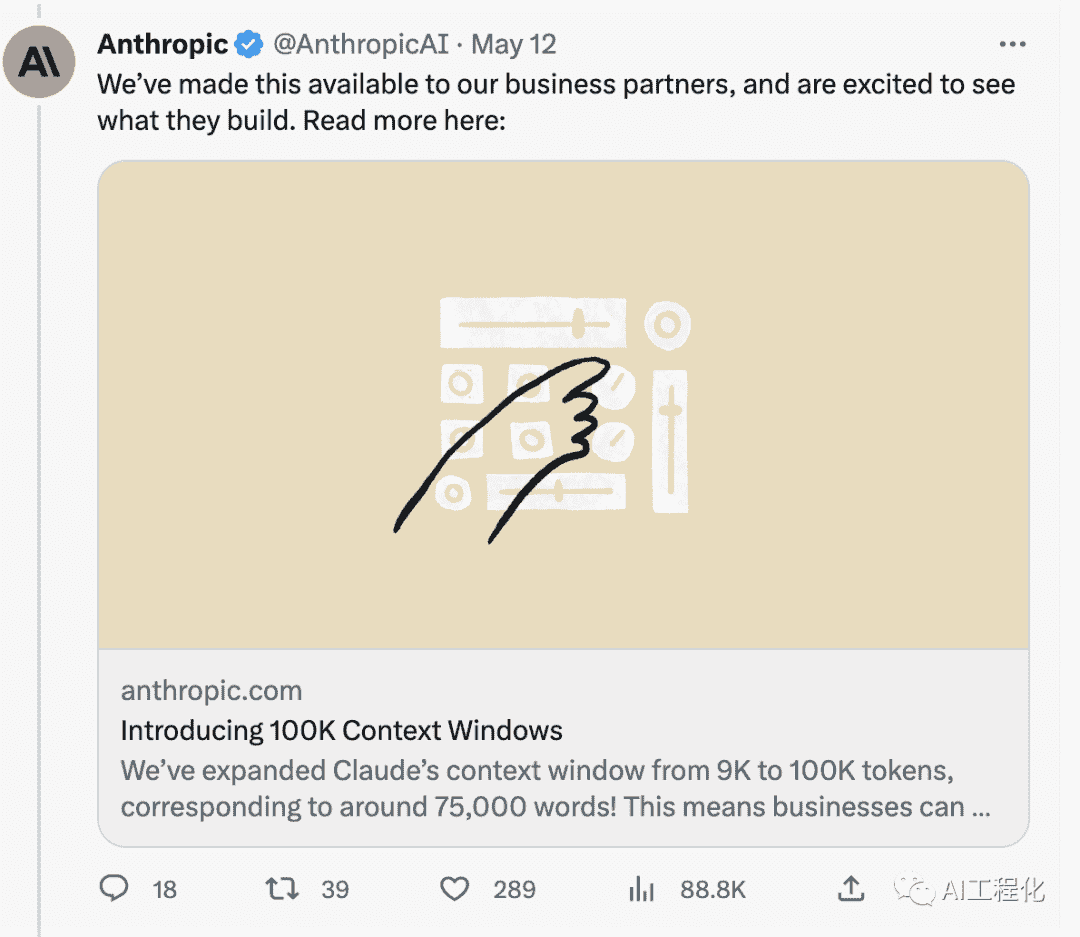 Anthropic @AnthropicAI · May 12
We’ve made this available to our business partners, and are excited to see
what they build. Read more here:
anthropic.com
Introducing 100K Context Windows
We’ve expanded Claude’s context window from 9K to 100K tokens,
corresponding to around 75,000 words! This means businesses can ...
18 39 289 88.8K
AI工程化